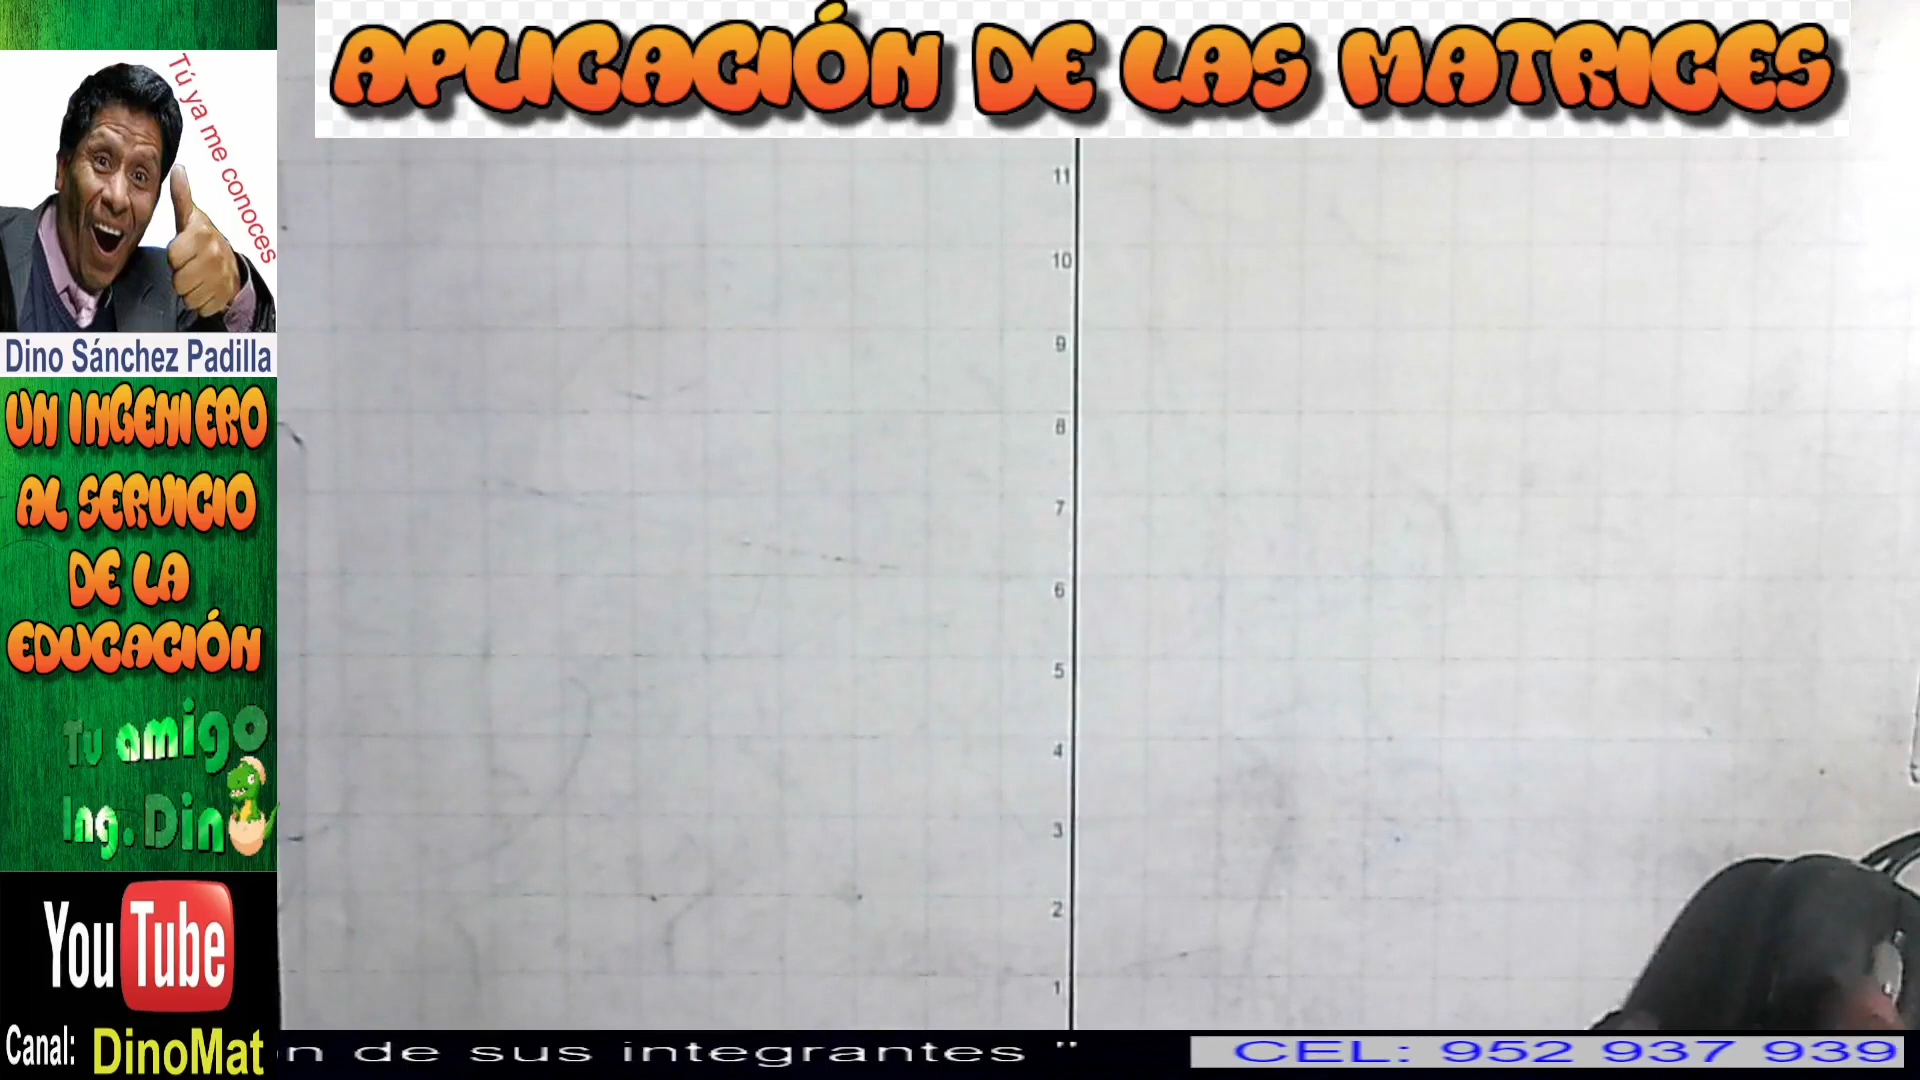 APLICACIÓN DE LAS MATRICES
Tú ya me conoces
Dino Sánchez Padilla
UN INGENIERO
AL SERVICIO
DE LA
EDUCACIÓN
Tu amigo
Ing. Dino
YouTube
Canal: DinoMat
11
10
9
8
7
6
5
4
3
2
1
n de sus integrantes "
CEL: 952 937 939